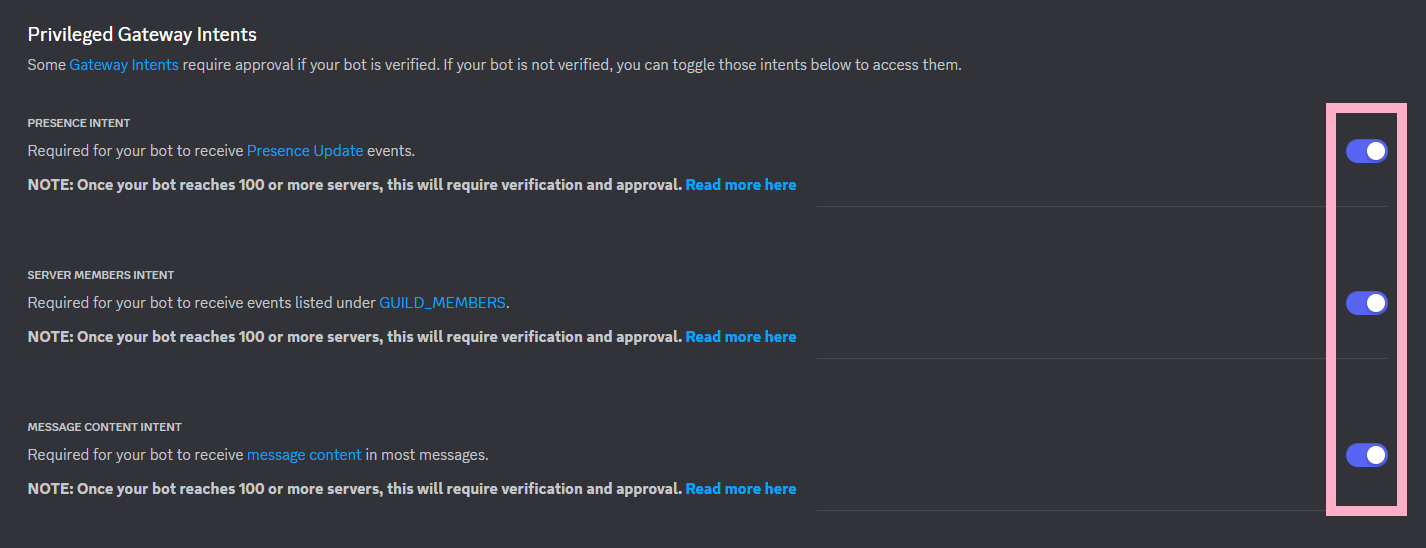 Privileged Gateway Intents
Some Gateway Intents require approval if your bot is verified. If your bot is not verified, you can toggle those intents below to access them.
PRESENCE INTENT
Required for your bot to receive Presence Update events.
NOTE: Once your bot reaches 100 or more servers, this will require verification and approval. Read more here
SERVER MEMBERS INTENT
Required for your bot to receive events listed under GUILD_MEMBERS.
NOTE: Once your bot reaches 100 or more servers, this will require verification and approval. Read more here
MESSAGE CONTENT INTENT
Required for your bot to receive message content in most messages.
NOTE: Once your bot reaches 100 or more servers, this will require verification and approval. Read more here